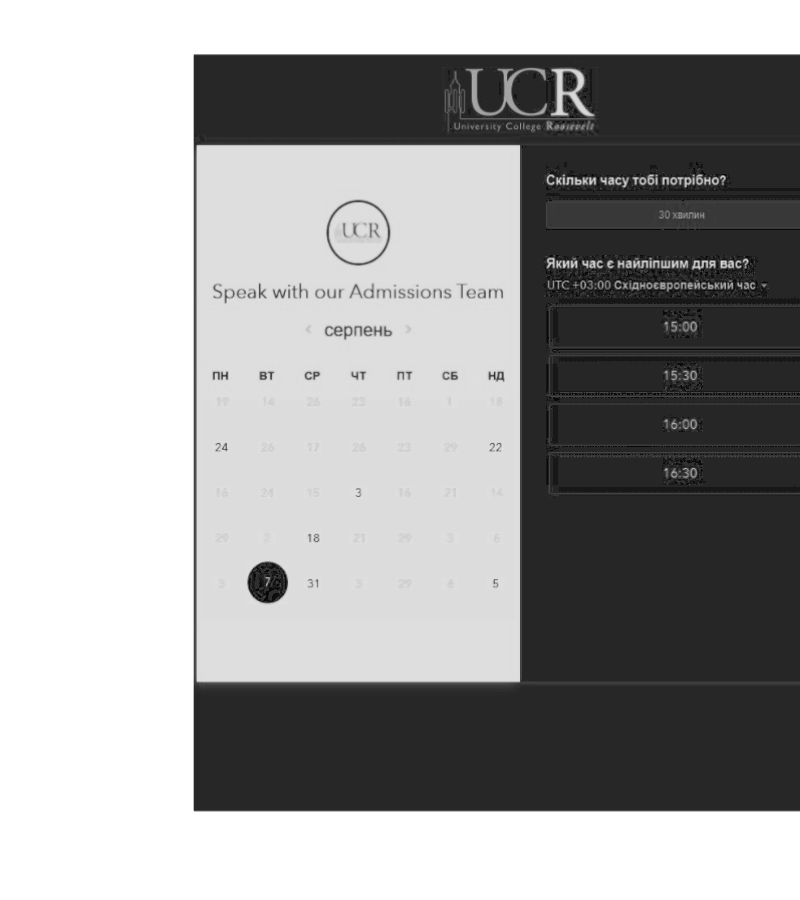 UCR
University College Roosevelt
UCR
Speak with our Admissions Team
< серпень >
ПН ВТ СР ЧТ ПТ СБ НД
19 14 26 23 16 1 18
24 26 17 26 23 29 22
16 24 15 3 16 21 14
29 2 18 21 29 3 6
3 7 31 3 29 6 5
Скільки часу тобі потрібно?
30 хвилин
Який час є найліпшим для вас?
UTC +03:00 Східноєвропейський час
15:00
15:30
16:00
16:30